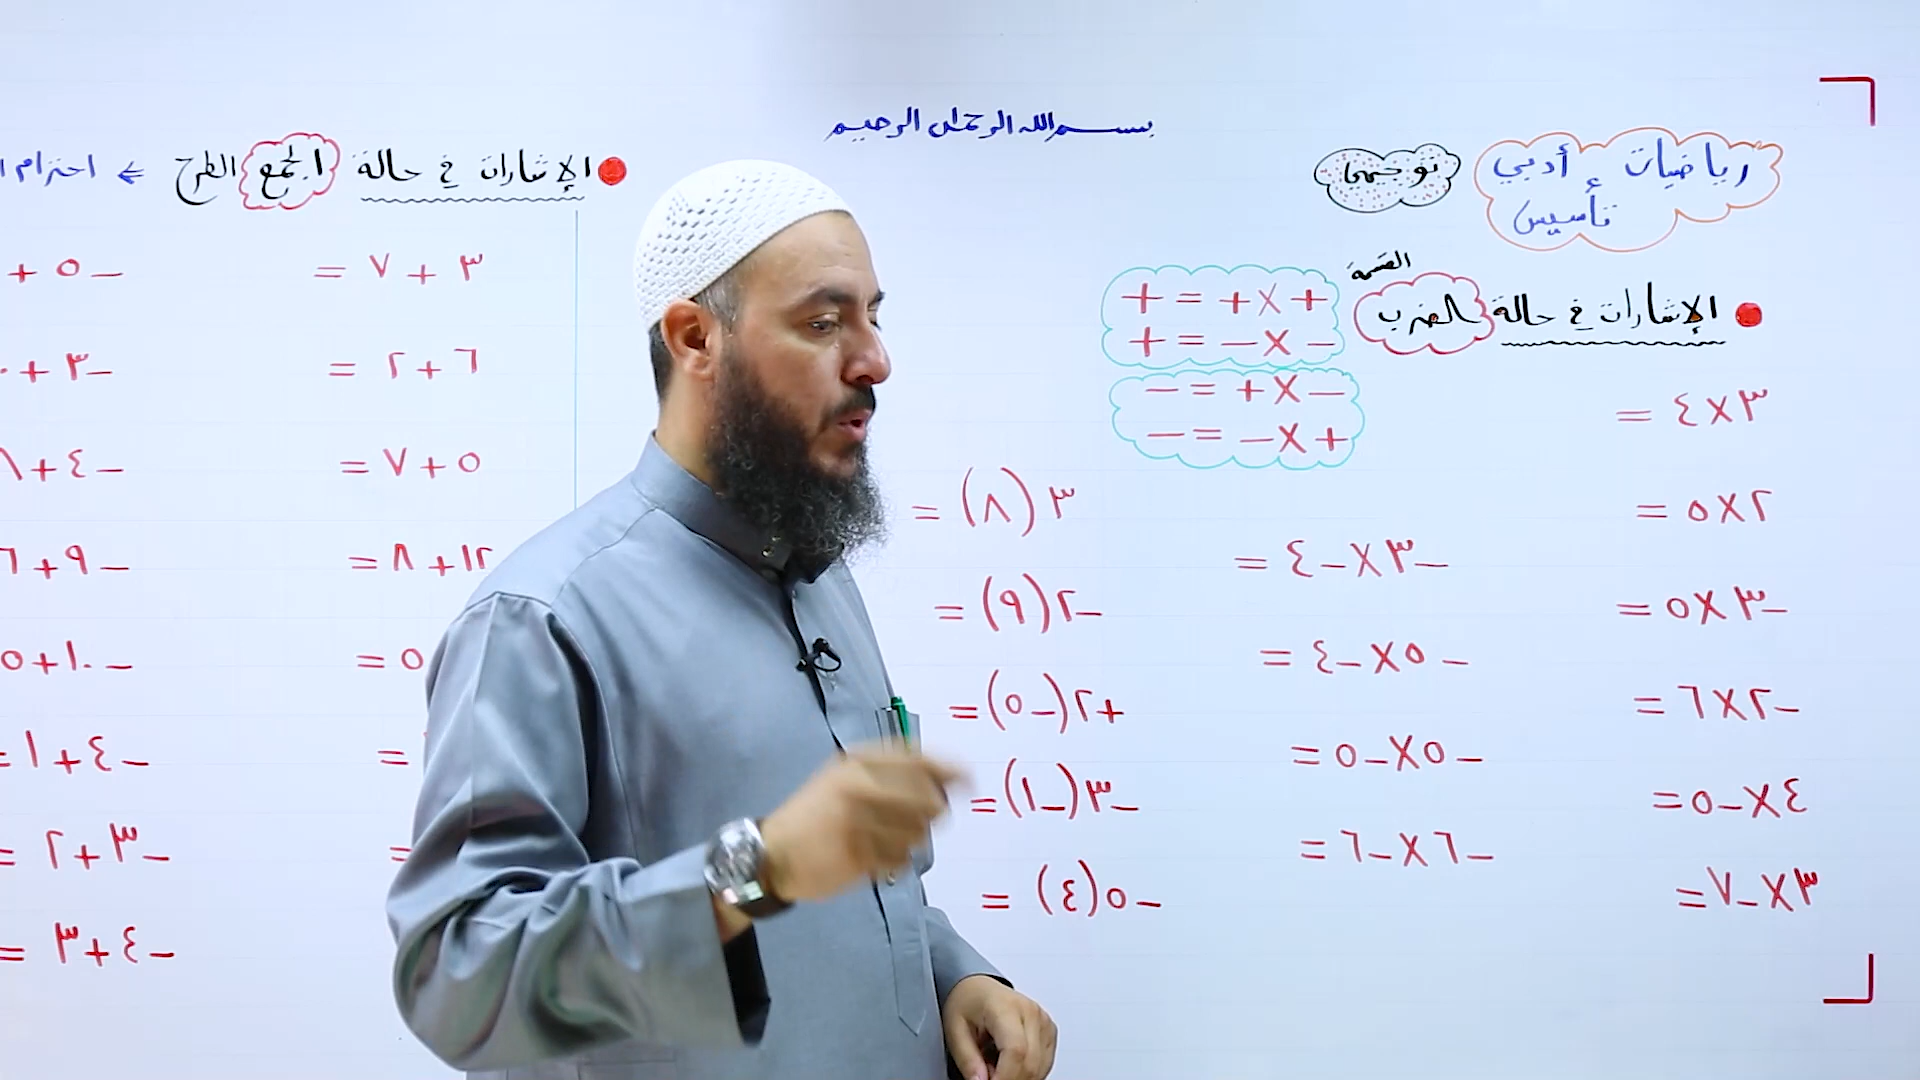 بسم الله الرحمن الرحيم
رياضيات أدبي
تأسيس
توجيهي
● الإشارات في حالة الضرب
القسمة
+ × + = +
− × − = +
− × + = −
+ × − = −
٣ × ٤ =
٢ × ٥ =
−٣ × ٥ =
−٢ × ٦ =
٤ × −٥ =
٣ × −٧ =
−٣ × −٤ =
−٥ × −٤ =
−٥ × −٥ =
−٦ × −٦ =
٣ (٨) =
−٢ (٩) =
+٢ (−٥) =
−٣ (−١) =
−٥ (٤) =
● الإشارات في حالة الجمع الطرح ⇐ احترام
٣ + ٧ =
٦ + ٢ =
٥ + ٧ =
١٢ + ٨ =
٥ =
=
=
−٥ +
−٣ +
−٤ + ١
−٩ + ٦
−١٠ + ٥
−٤ + ١ =
−٣ + ٢ =
−٤ + ٣ =